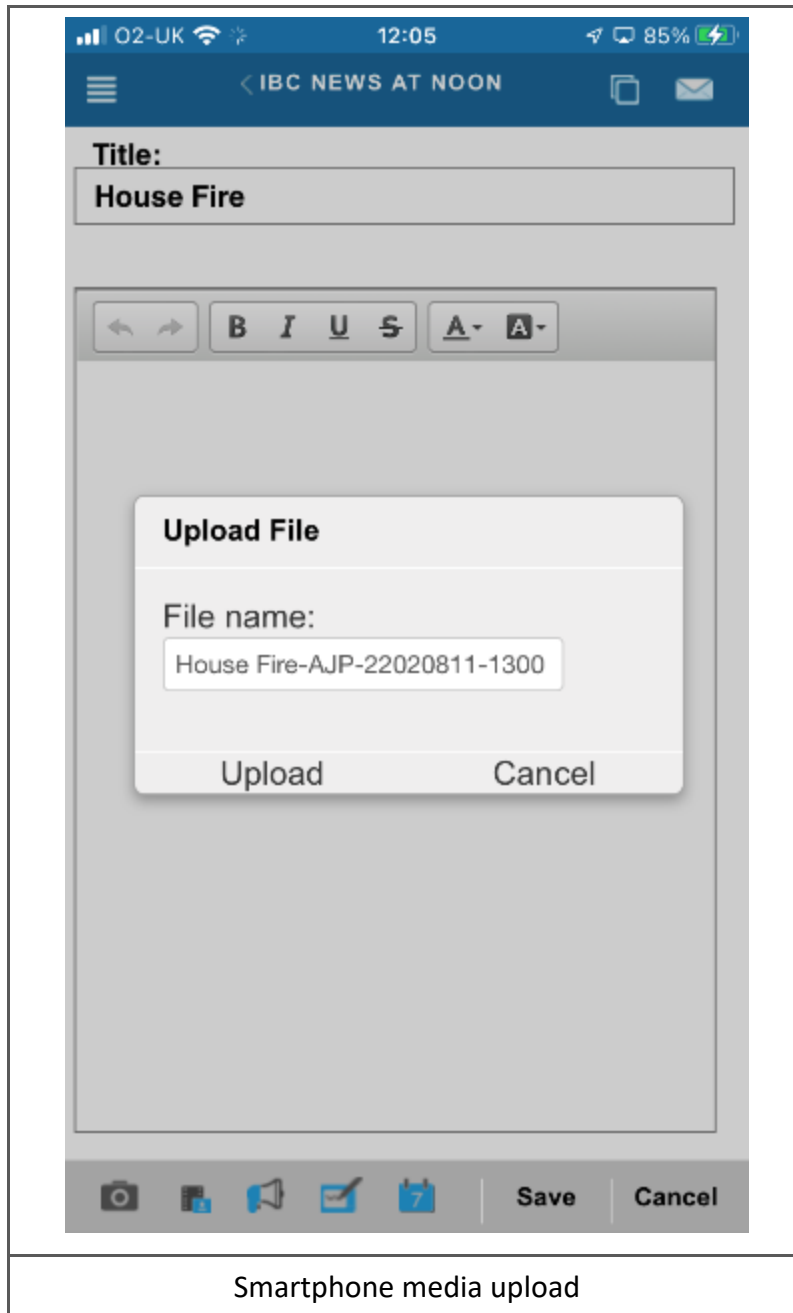 O2-UK 12:05 85%
IBC NEWS AT NOON
Title:
House Fire
B I U S A A
Upload File
File name:
House Fire-AJP-22020811-1300
Upload Cancel
7 Save Cancel
Smartphone media upload